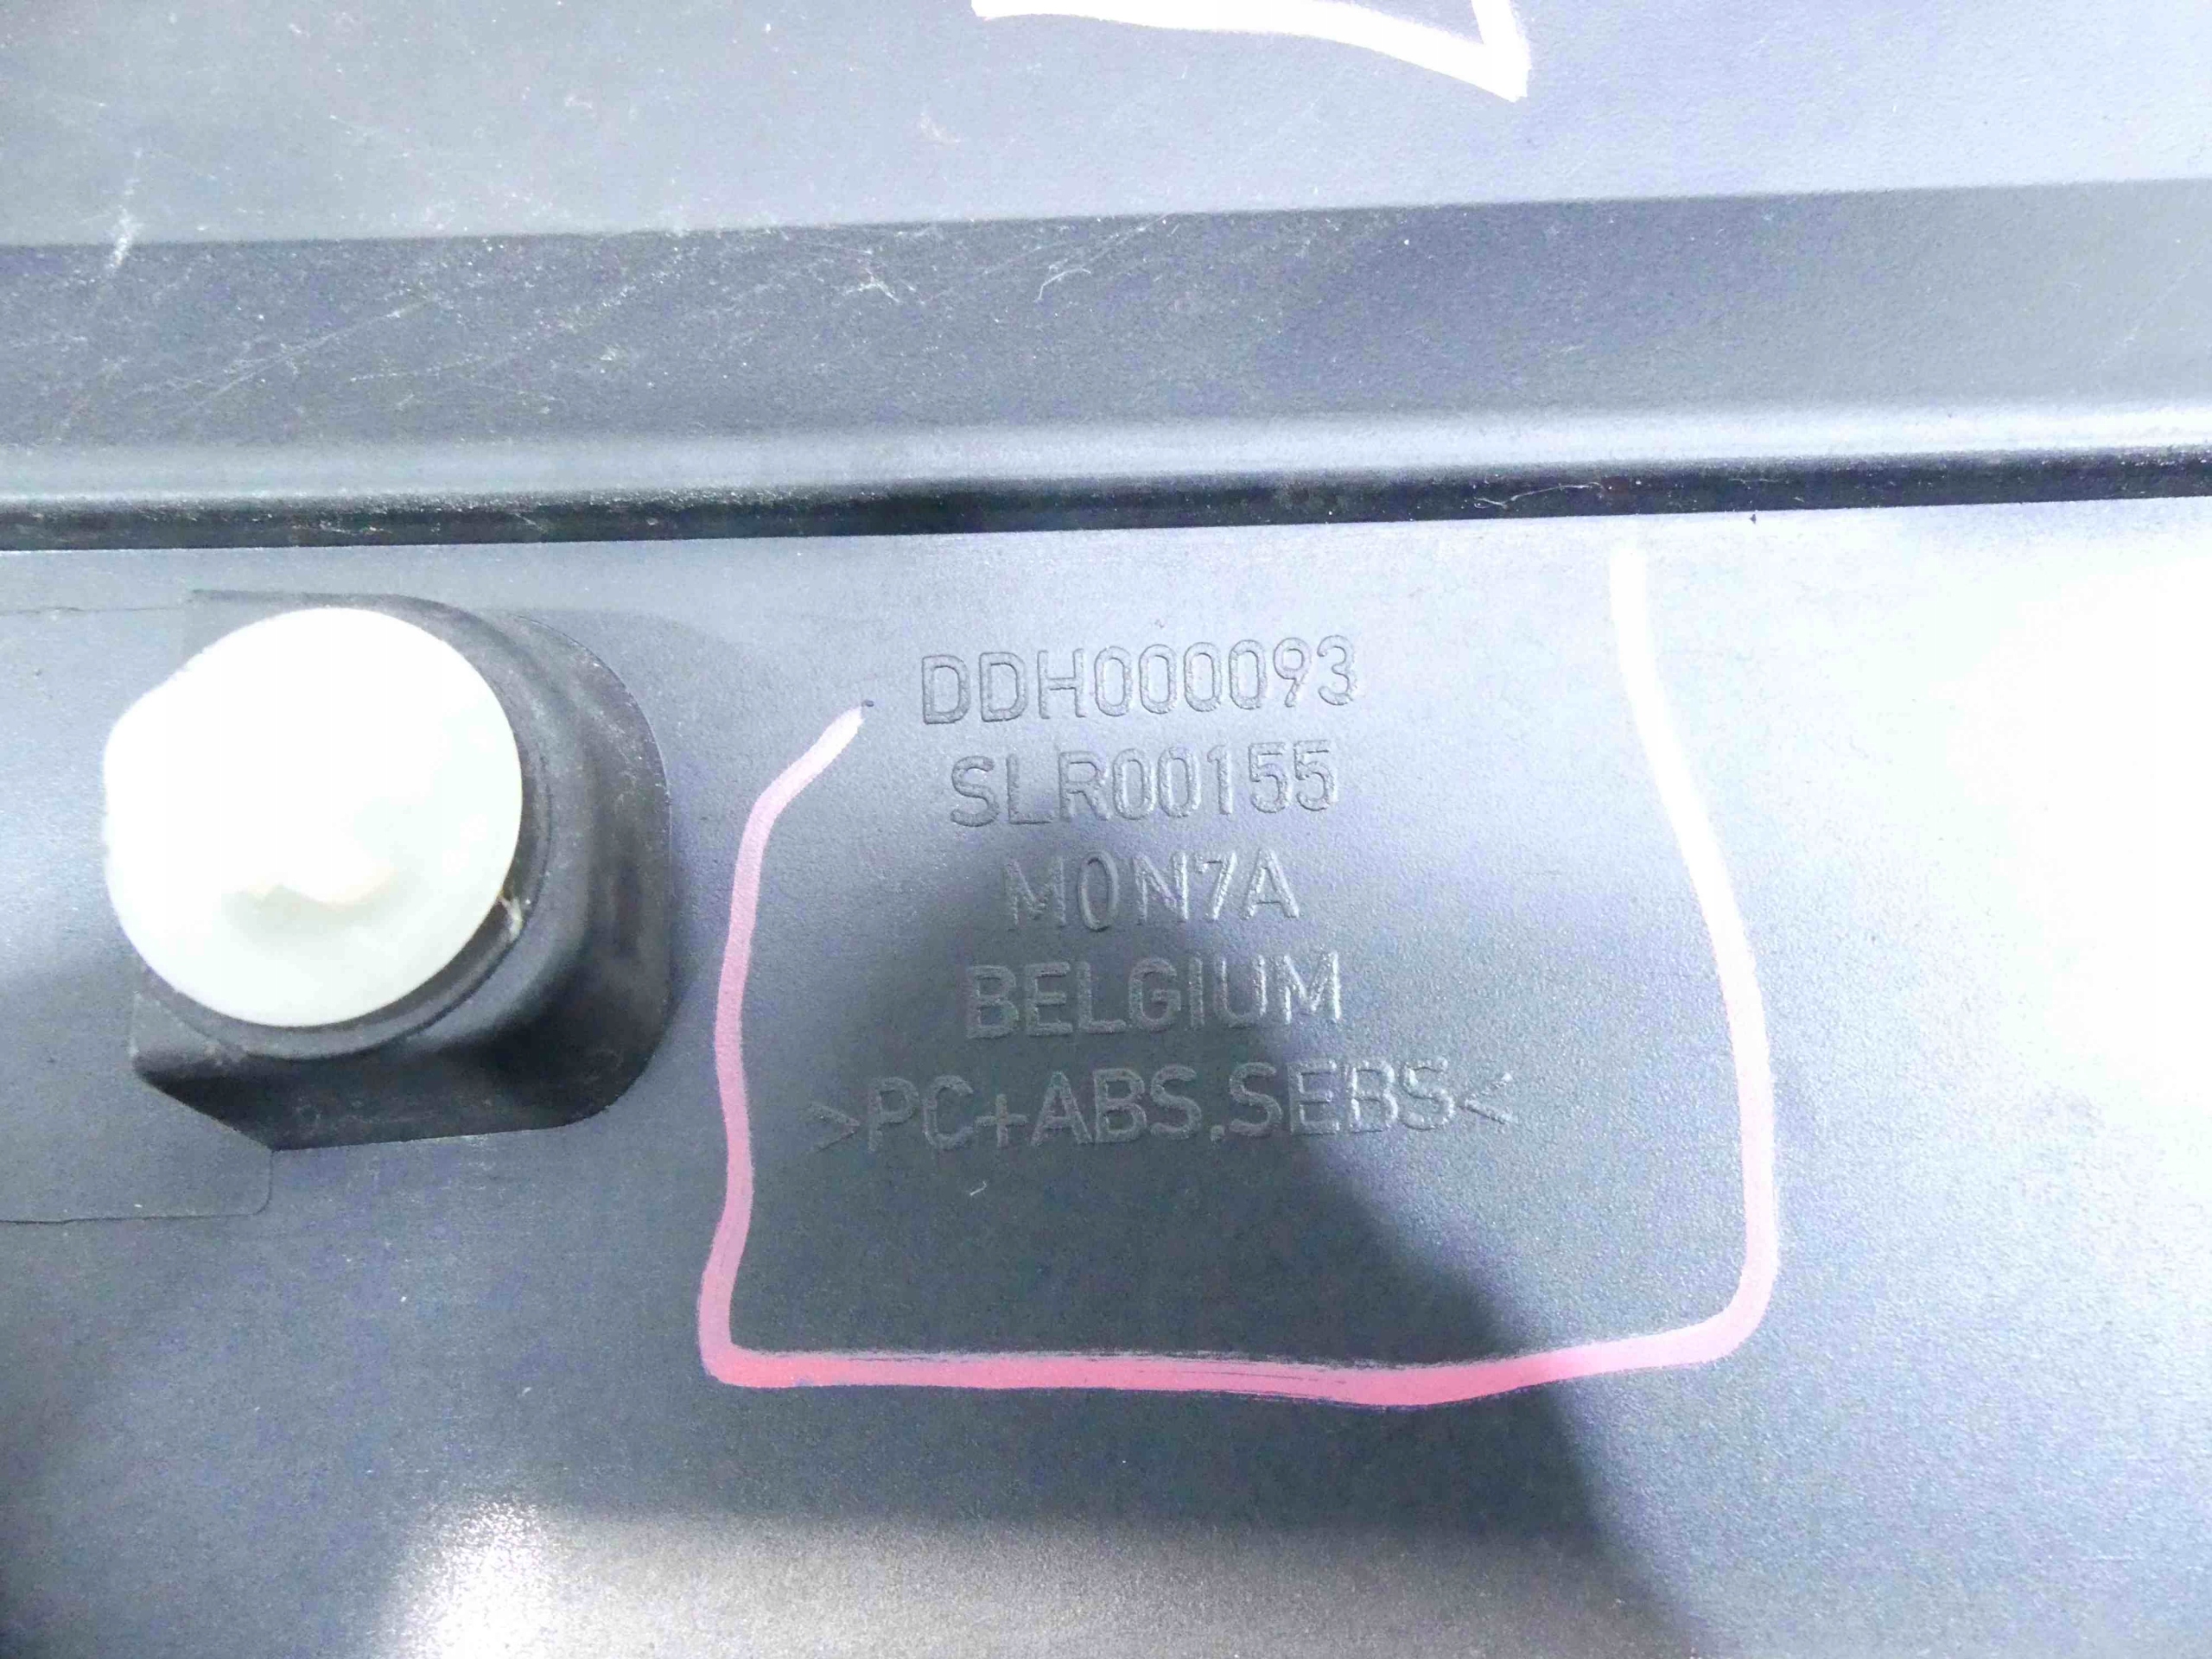 DDH000093
SLR00155
M0N7A
BELGIUM
>PC+ABS.SEBS<